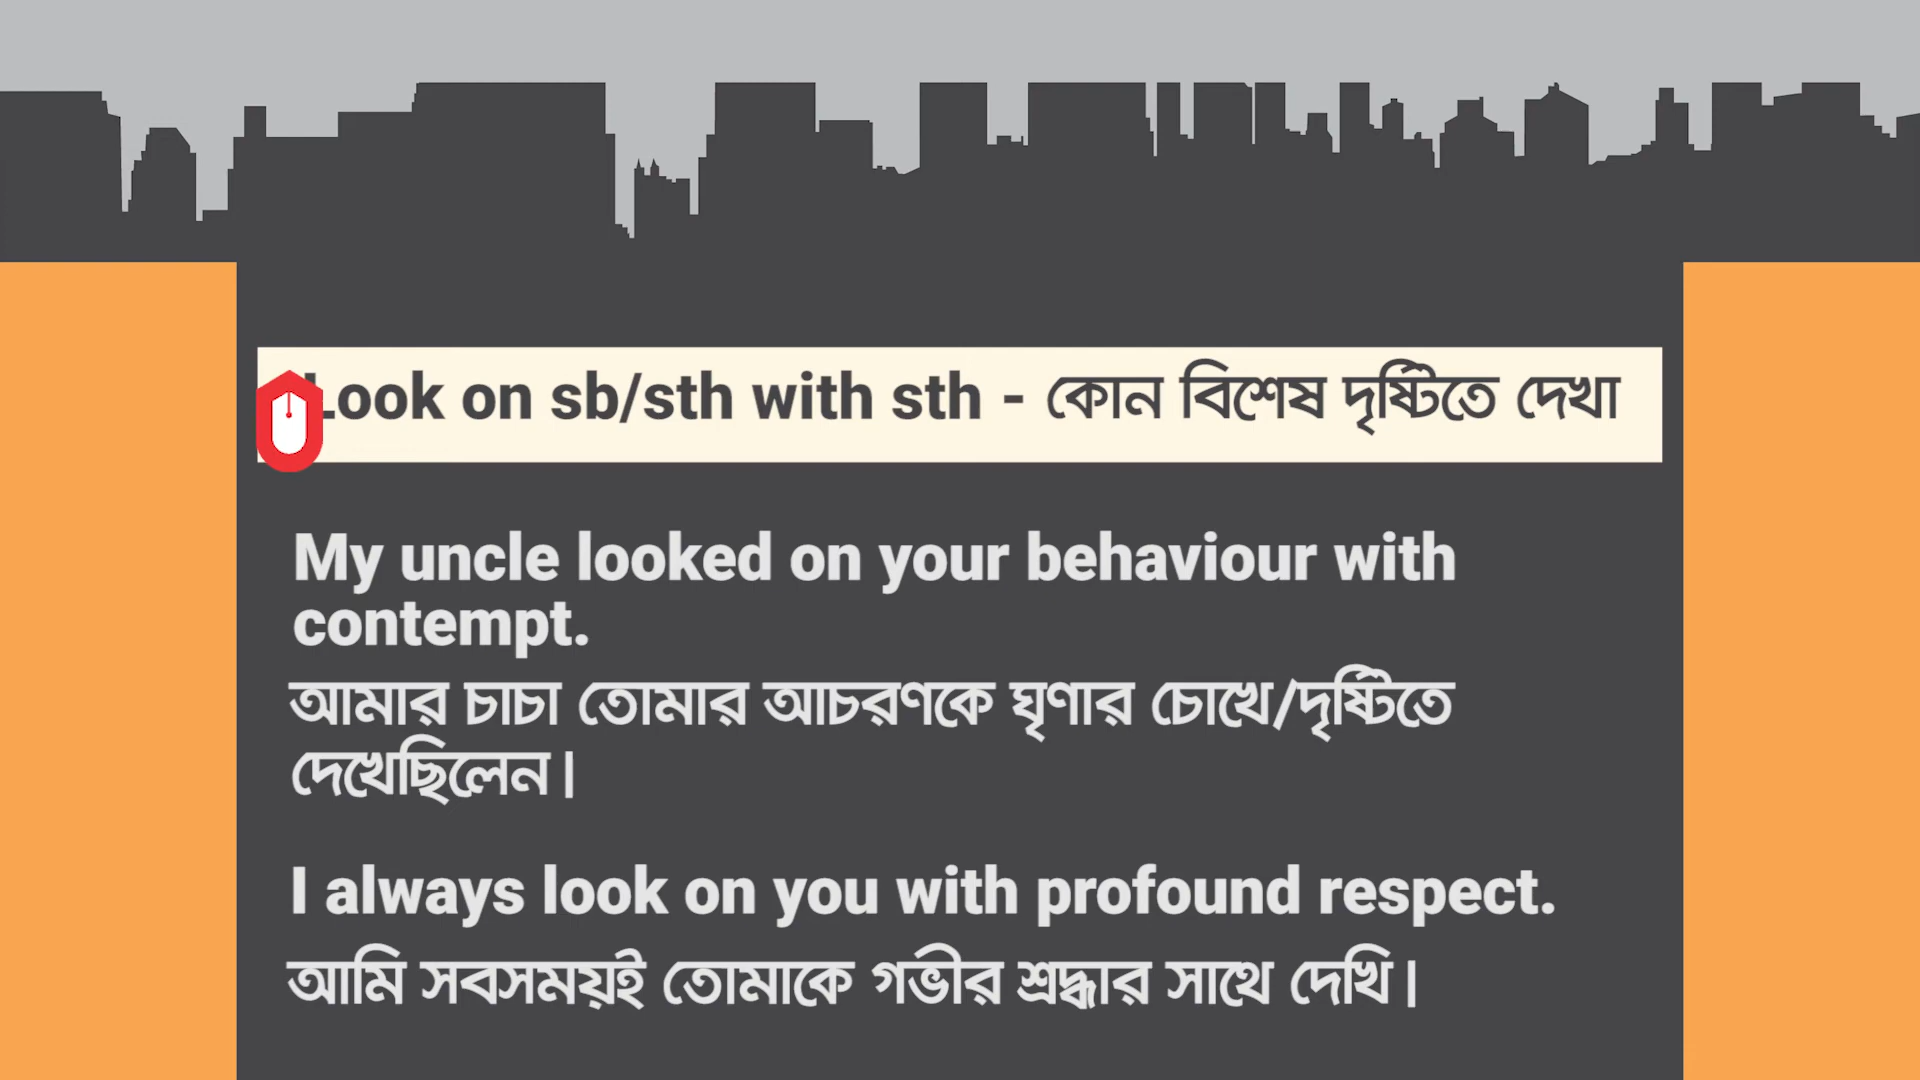 Look on sb/sth with sth - কোন বিশেষ দৃষ্টিতে দেখা
My uncle looked on your behaviour with
contempt.
আমার চাচা তোমার আচরণকে ঘৃণার চোখে/দৃষ্টিতে
দেখেছিলেন।
I always look on you with profound respect.
আমি সবসময়ই তোমাকে গভীর শ্রদ্ধার সাথে দেখি।